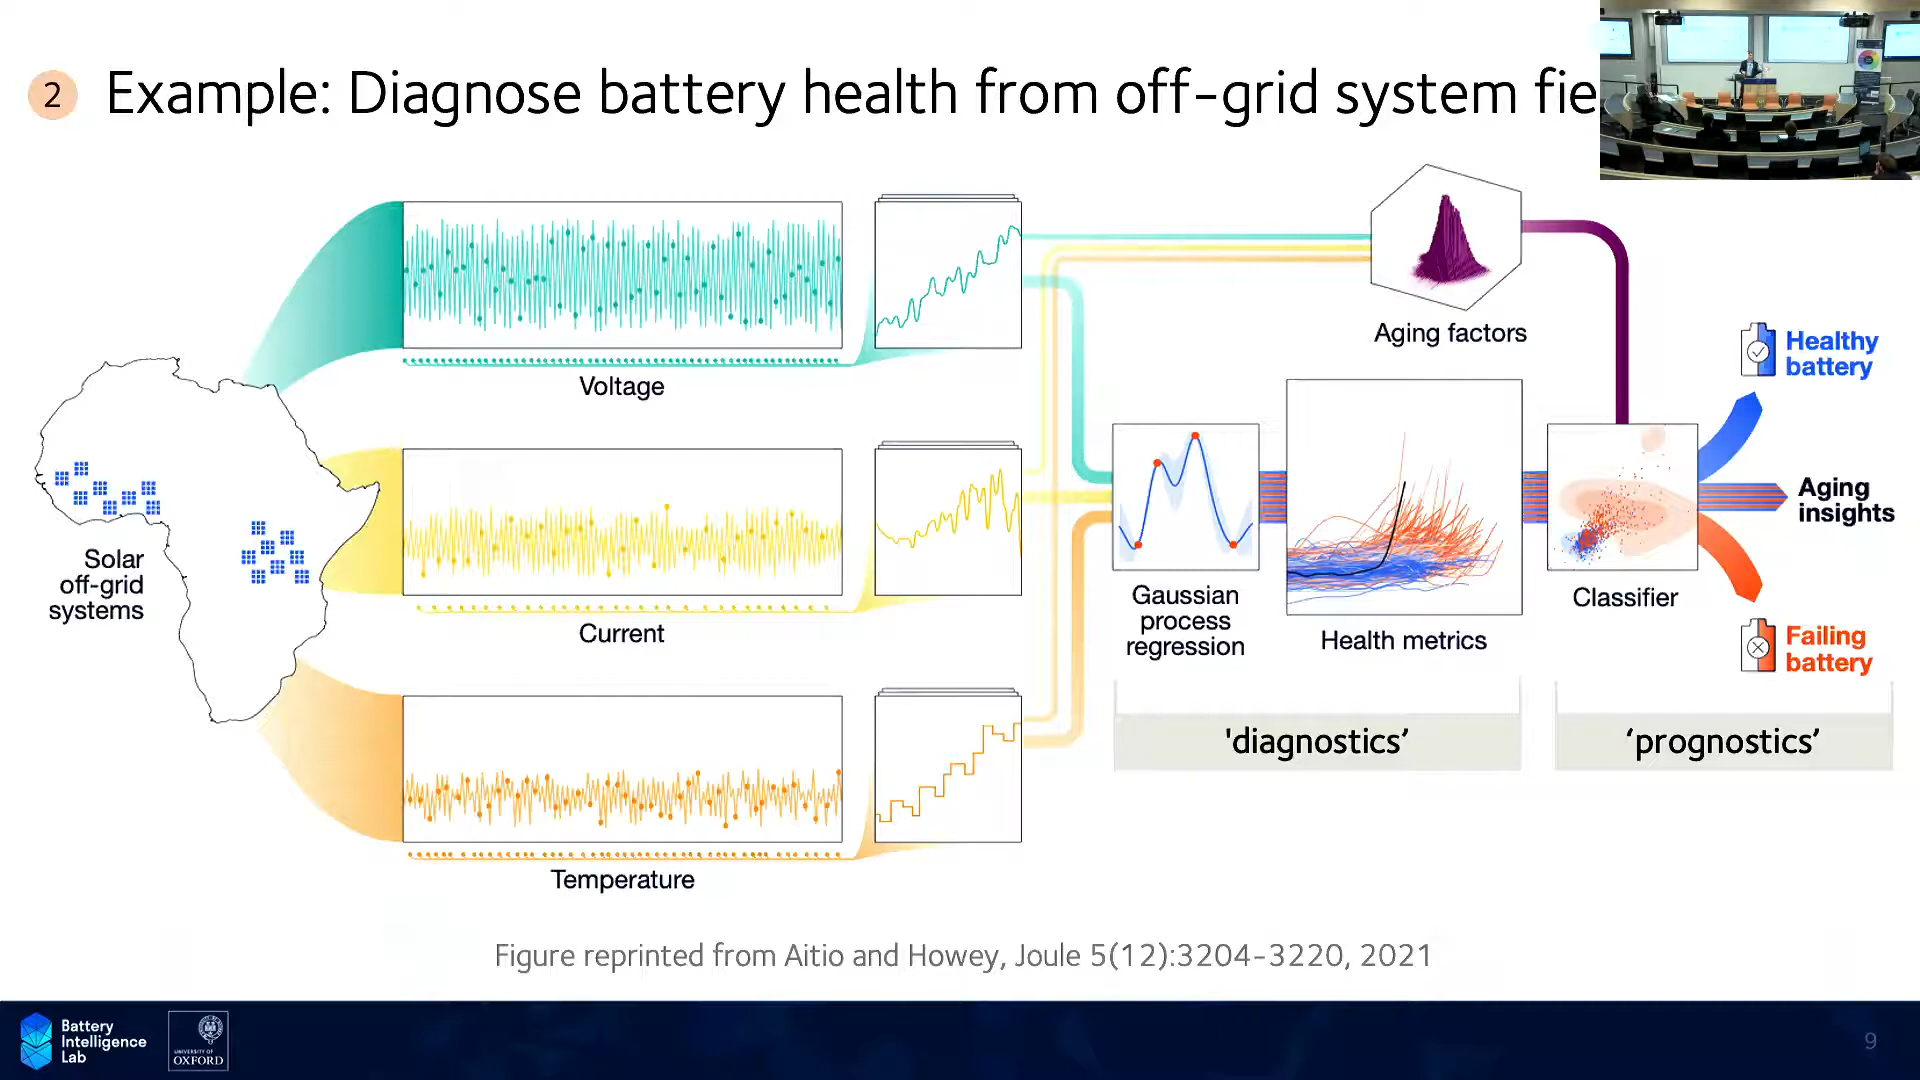 2
Example: Diagnose battery health from off-grid system fie
Voltage
Current
Temperature
Solar
off-grid
systems
Aging factors
Gaussian
process
regression
Health metrics
Classifier
Healthy
battery
Aging
insights
Failing
battery
'diagnostics’
‘prognostics’
Figure reprinted from Aitio and Howey, Joule 5(12):3204-3220, 2021
Battery
Intelligence
Lab
UNIVERSITY OF
OXFORD
9